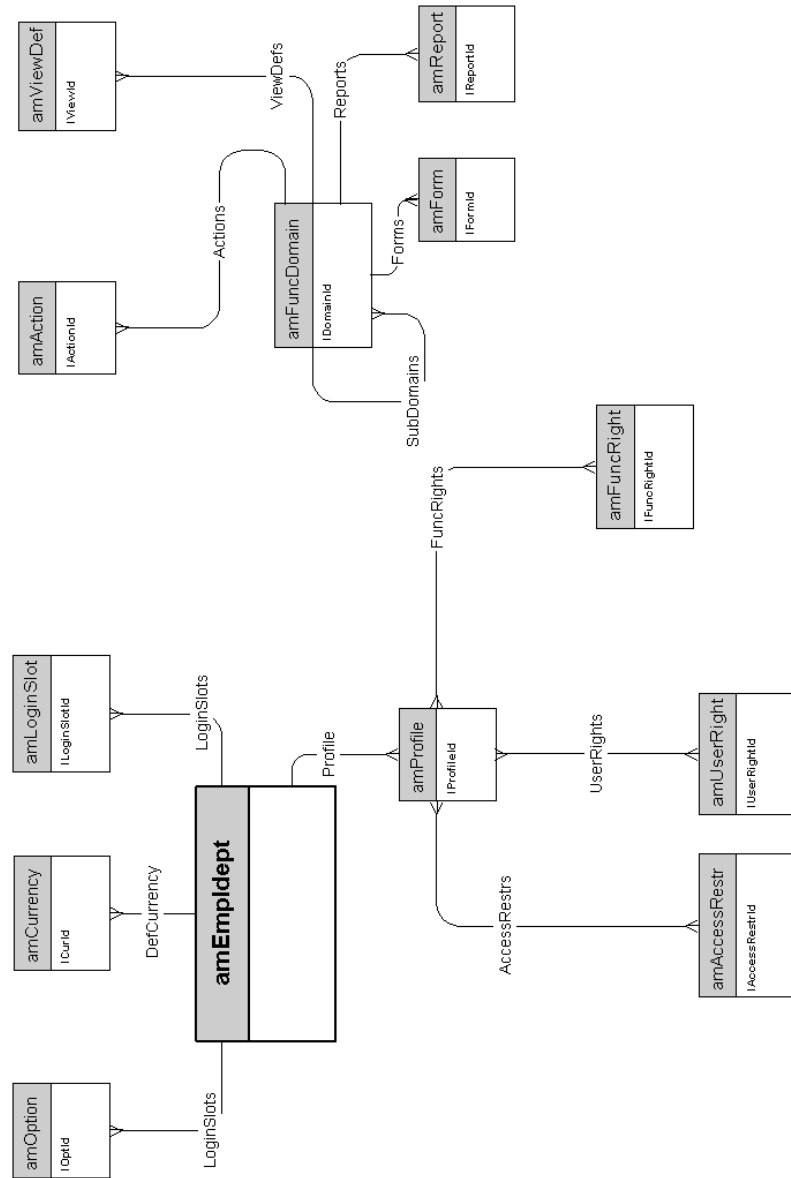 amOption
lOptId
amCurrency
lCurId
amLoginSlot
lLoginSlotId
amAction
lActionId
amViewDef
lViewId
LoginSlots
DefCurrency
LoginSlots
Actions
ViewDefs
amEmpldept
amFuncDomain
lDomainId
Profile
Reports
SubDomains
Forms
amProfile
lProfileId
FuncRights
amForm
lFormId
amReport
lReportId
AccessRestrs
UserRights
amFuncRight
lFuncRightId
amAccessRestr
lAccessRestrId
amUserRight
lUserRightId